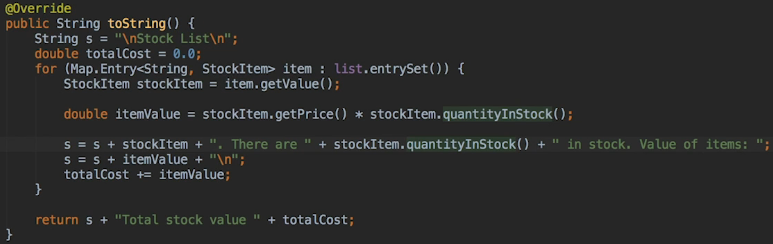 @Override
public String toString() {
    String s = "\nStock List\n";
    double totalCost = 0.0;
    for (Map.Entry<String, StockItem> item : list.entrySet()) {
        StockItem stockItem = item.getValue();

        double itemValue = stockItem.getPrice() * stockItem.quantityInStock();

        s = s + stockItem + ". There are " + stockItem.quantityInStock() + " in stock. Value of items: ";
        s = s + itemValue + "\n";
        totalCost += itemValue;
    }

    return s + "Total stock value " + totalCost;
}